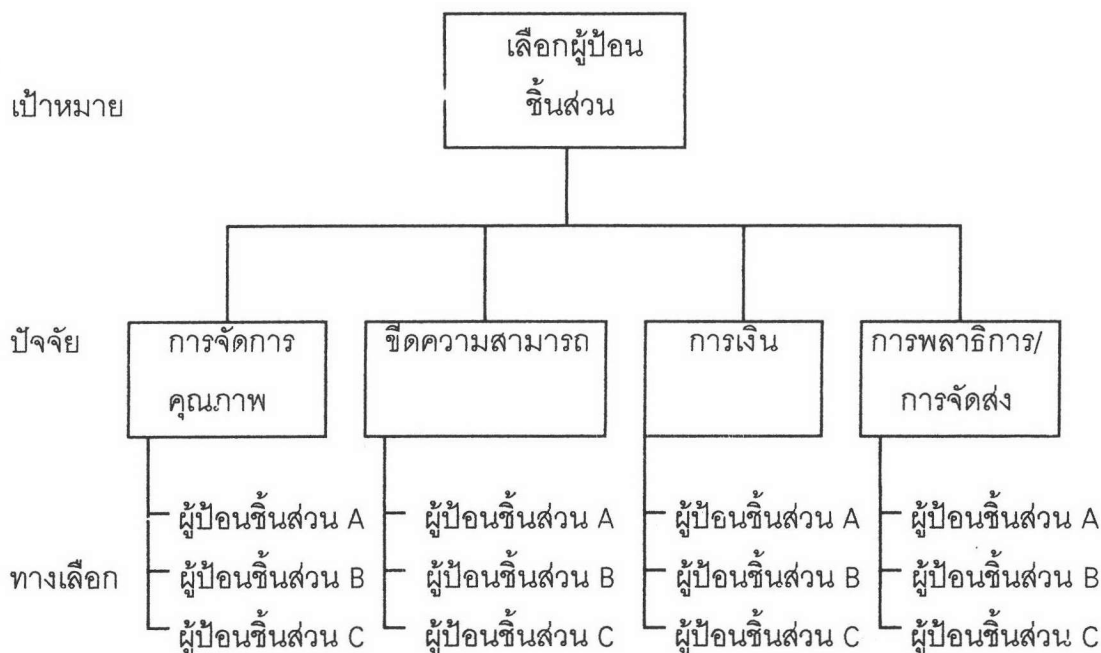 เลือกผู้ป้อน
ชิ้นส่วน
เป้าหมาย
ปัจจัย
การจัดการ
คุณภาพ
ขีดความสามารถ
การเงิน
การพลาธิการ/
การจัดส่ง
ทางเลือก
ผู้ป้อนชิ้นส่วน A
ผู้ป้อนชิ้นส่วน B
ผู้ป้อนชิ้นส่วน C
ผู้ป้อนชิ้นส่วน A
ผู้ป้อนชิ้นส่วน B
ผู้ป้อนชิ้นส่วน C
ผู้ป้อนชิ้นส่วน A
ผู้ป้อนชิ้นส่วน B
ผู้ป้อนชิ้นส่วน C
ผู้ป้อนชิ้นส่วน A
ผู้ป้อนชิ้นส่วน B
ผู้ป้อนชิ้นส่วน C